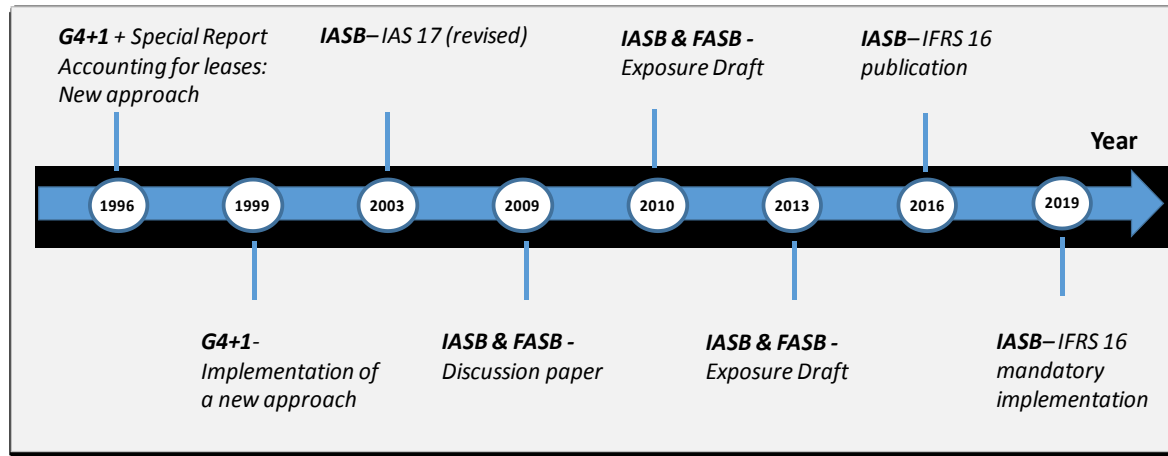 G4+1 + Special Report
Accounting for leases:
New approach
IASB– IAS 17 (revised)
IASB & FASB -
Exposure Draft
IASB– IFRS 16
publication
Year
1996
1999
2003
2009
2010
2013
2016
2019
G4+1-
Implementation of
a new approach
IASB & FASB -
Discussion paper
IASB & FASB -
Exposure Draft
IASB– IFRS 16
mandatory
implementation